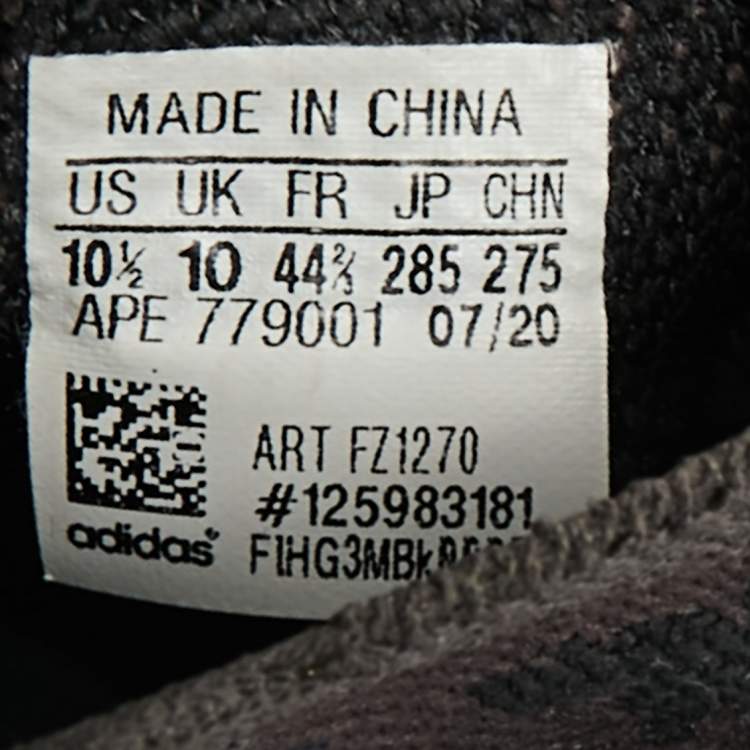 MADE IN CHINA
US UK FR JP CHN
10½ 10 44⅔ 285 275
APE 779001 07/20
ART FZ1270
#125983181
adidas